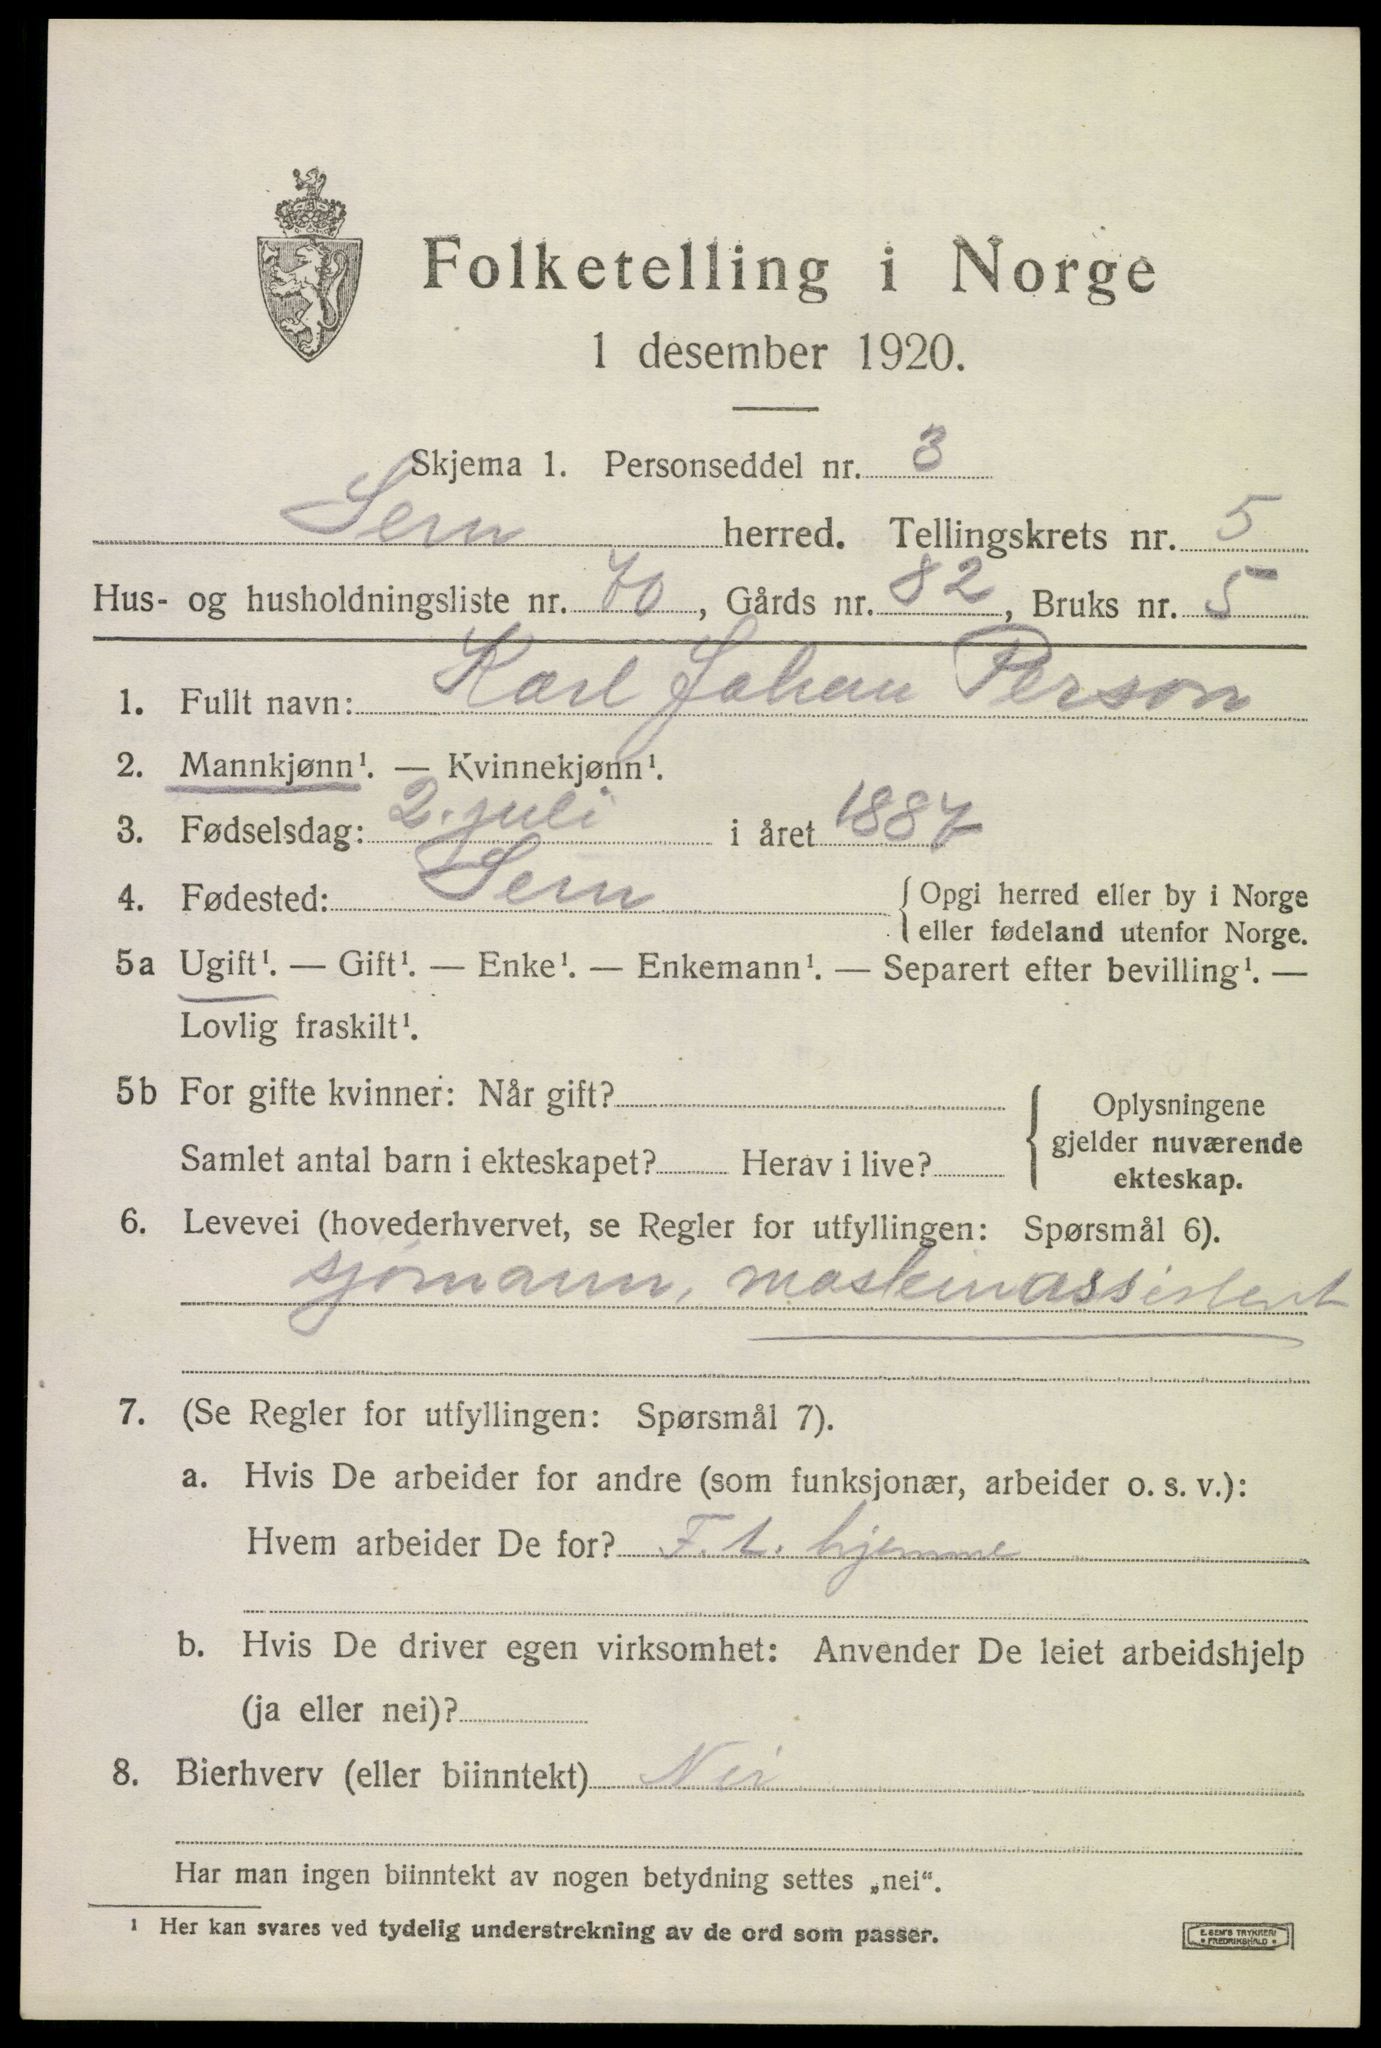 Folketelling i Norge
1 desember 1920.
Skjema 1. Personseddel nr. 3
Sem herred. Tellingskrets nr. 5
Hus- og husholdningsliste nr. 70, Gårds nr. 82, Bruks nr. 5
1. Fullt navn: Karl Johan Person
2. Mannkjønn¹. — Kvinnekjønn¹.
3. Fødselsdag: 2. juli i året 1887
4. Fødested: Sem { Opgi herred eller by i Norge
eller fødeland utenfor Norge.
5a Ugift¹. — Gift¹. — Enke¹. — Enkemann¹. — Separert efter bevilling¹. —
Lovlig fraskilt¹.
5b For gifte kvinner: Når gift?
Samlet antal barn i ekteskapet? Herav i live?
Oplysningene
gjelder nuværende
ekteskap.
6. Levevei (hovederhvervet, se Regler for utfyllingen: Spørsmål 6).
sjømann, maskinassistent
7. (Se Regler for utfyllingen: Spørsmål 7).
a. Hvis De arbeider for andre (som funksjonær, arbeider o. s. v.):
Hvem arbeider De for? F. t. hjemme
b. Hvis De driver egen virksomhet: Anvender De leiet arbeidshjelp
(ja eller nei)?
8. Bierhverv (eller biinntekt) Nei
Har man ingen biinntekt av nogen betydning settes „nei“.
¹ Her kan svares ved tydelig understrekning av de ord som passer.
E. SEM'S TRYKKERI
• FREDRIKSHALD •